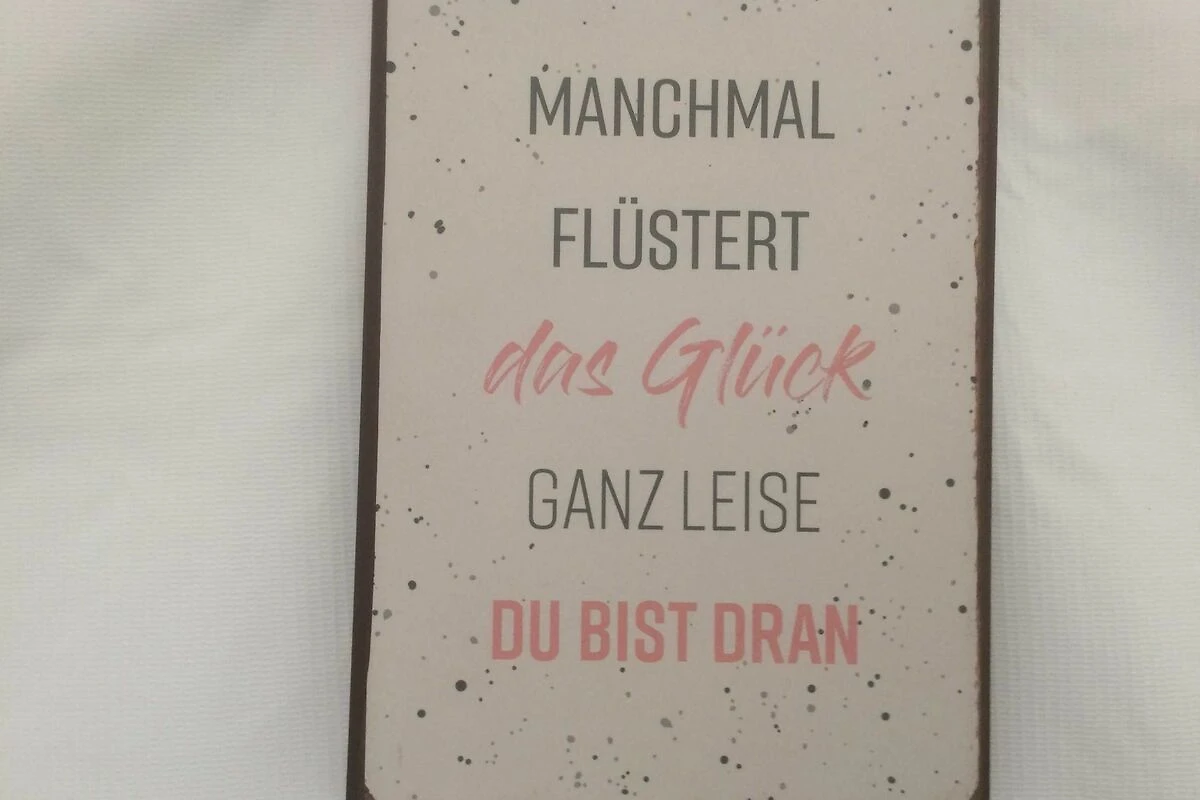 MANCHMAL
FLÜSTERT
das Glück
GANZ LEISE
DU BIST DRAN